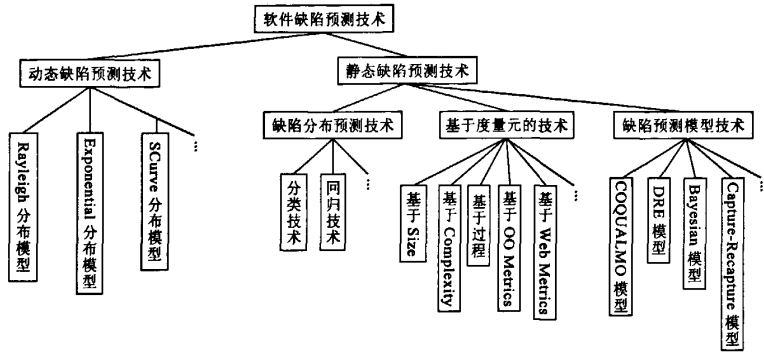 软件缺陷预测技术
动态缺陷预测技术
静态缺陷预测技术
缺陷分布预测技术
基于度量元的技术
缺陷预测模型技术
Rayleigh 分布模型
Exponential 分布模型
SCurve 分布模型
...
分类技术
回归技术
...
基于 Size
基于 Complexity
基于过程
基于 OO Metrics
基于 Web Metrics
...
COQUALMO 模型
DRE 模型
Bayesian 模型
Capture-Recapture 模型
...